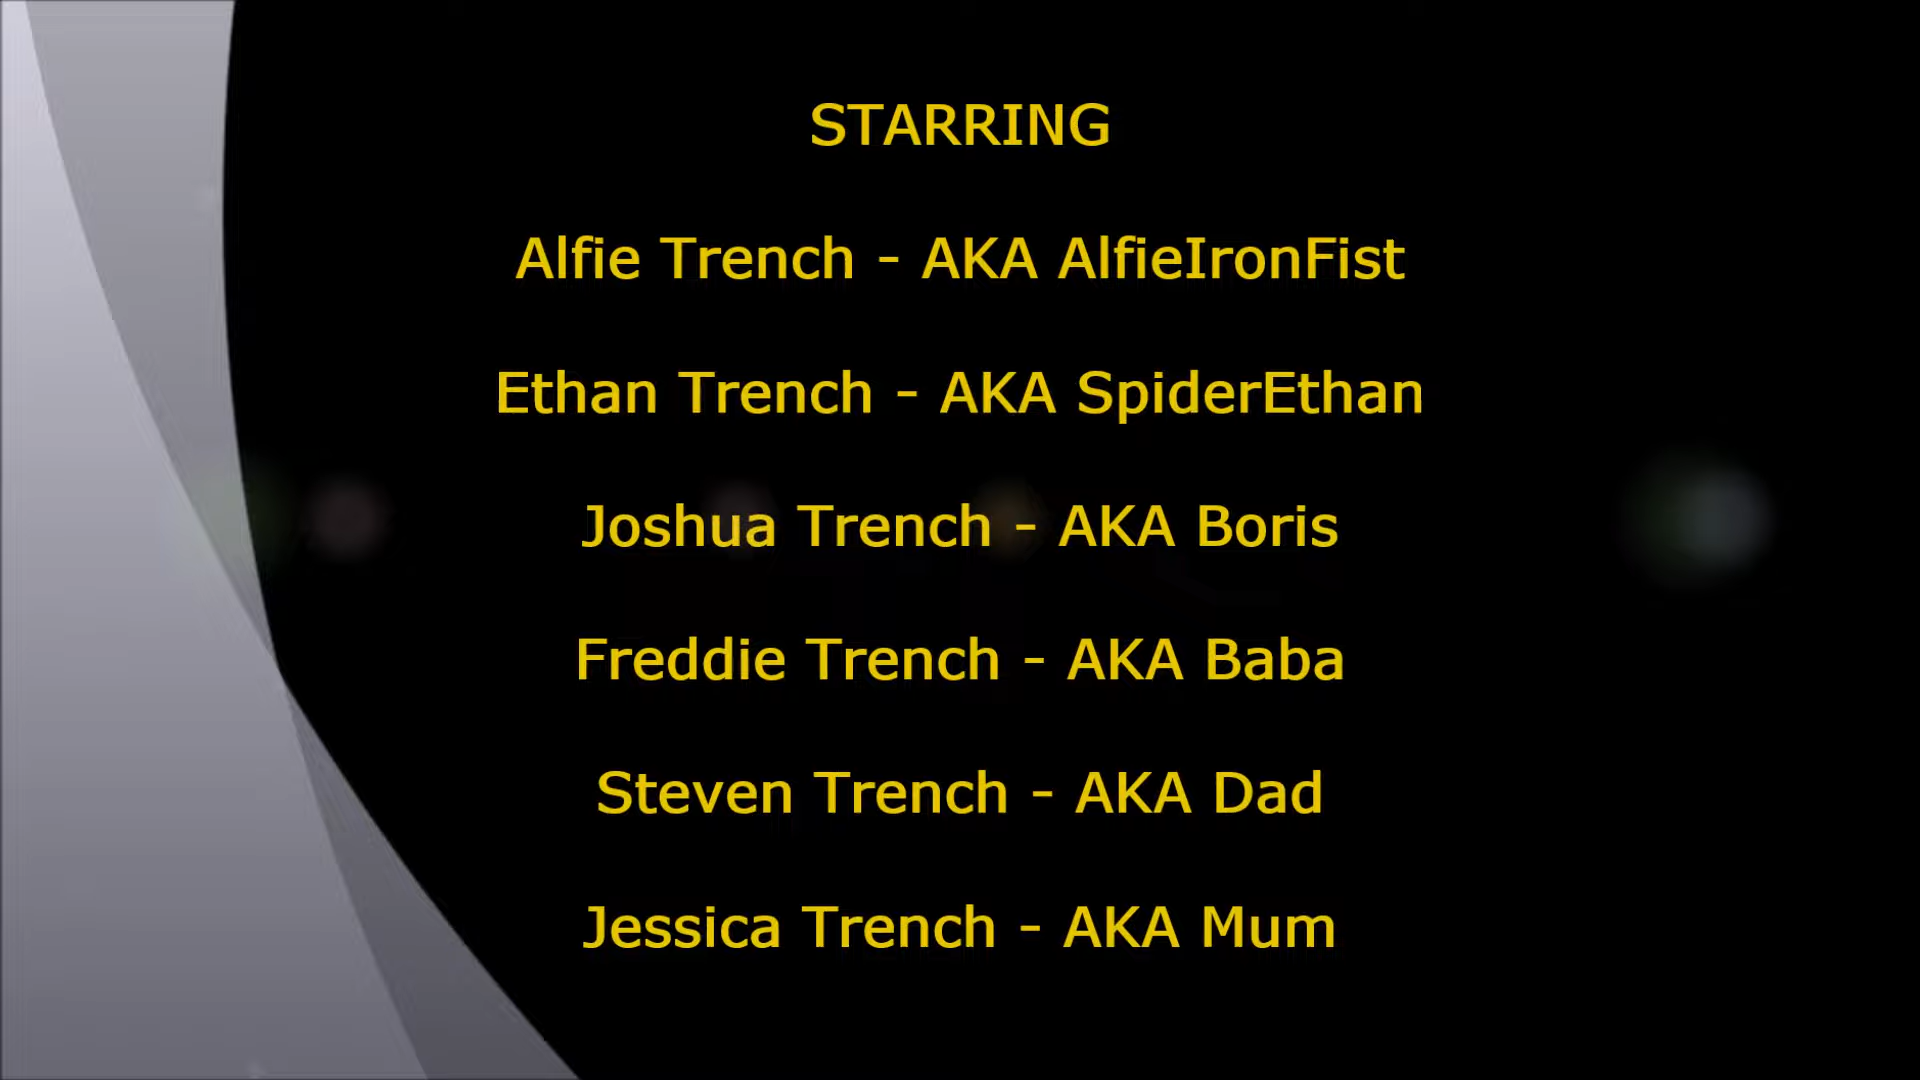 STARRING
Alfie Trench - AKA AlfieIronFist
Ethan Trench - AKA SpiderEthan
Joshua Trench - AKA Boris
Freddie Trench - AKA Baba
Steven Trench - AKA Dad
Jessica Trench - AKA Mum